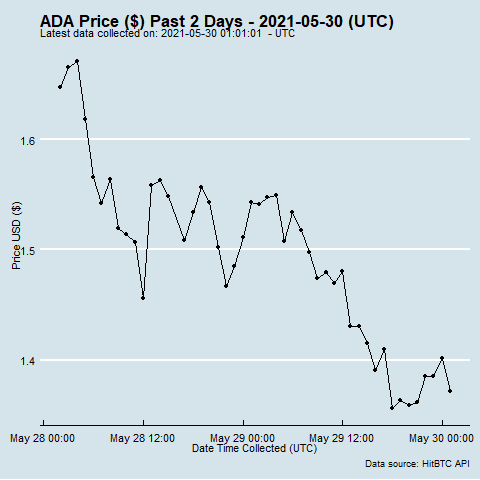 ADA Price ($) Past 2 Days - 2021-05-30 (UTC)
Latest data collected on: 2021-05-30 01:01:01  - UTC
1.6
1.5
1.4
Price USD ($)
May 28 00:00 May 28 12:00 May 29 00:00 May 29 12:00 May 30 00:00
Date Time Collected (UTC)
Data source: HitBTC API